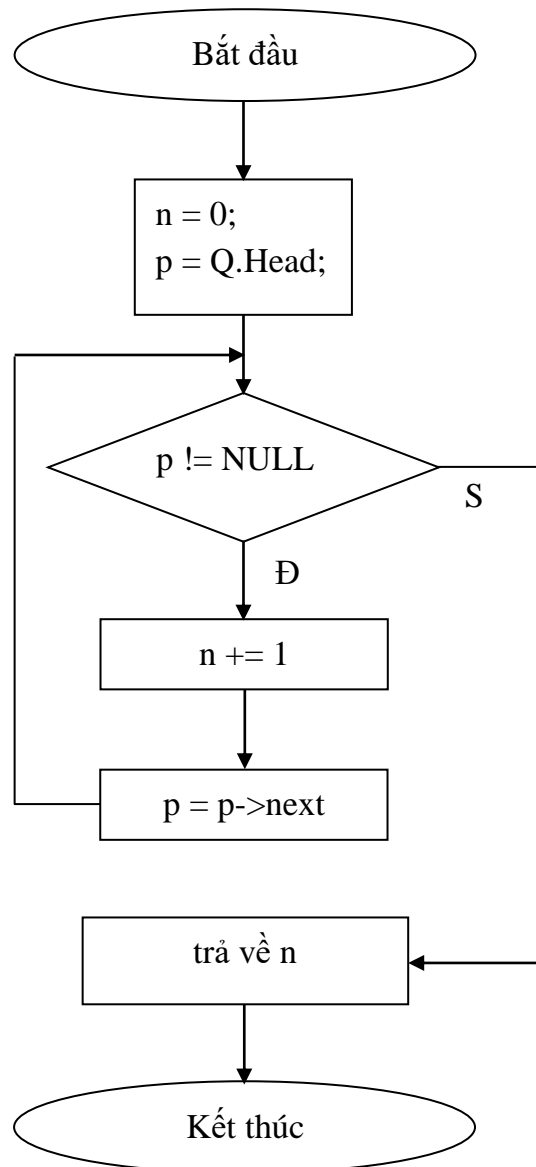 Bắt đầu
n = 0;
p = Q.Head;
p != NULL
S
Đ
n += 1
p = p->next
trả về n
Kết thúc